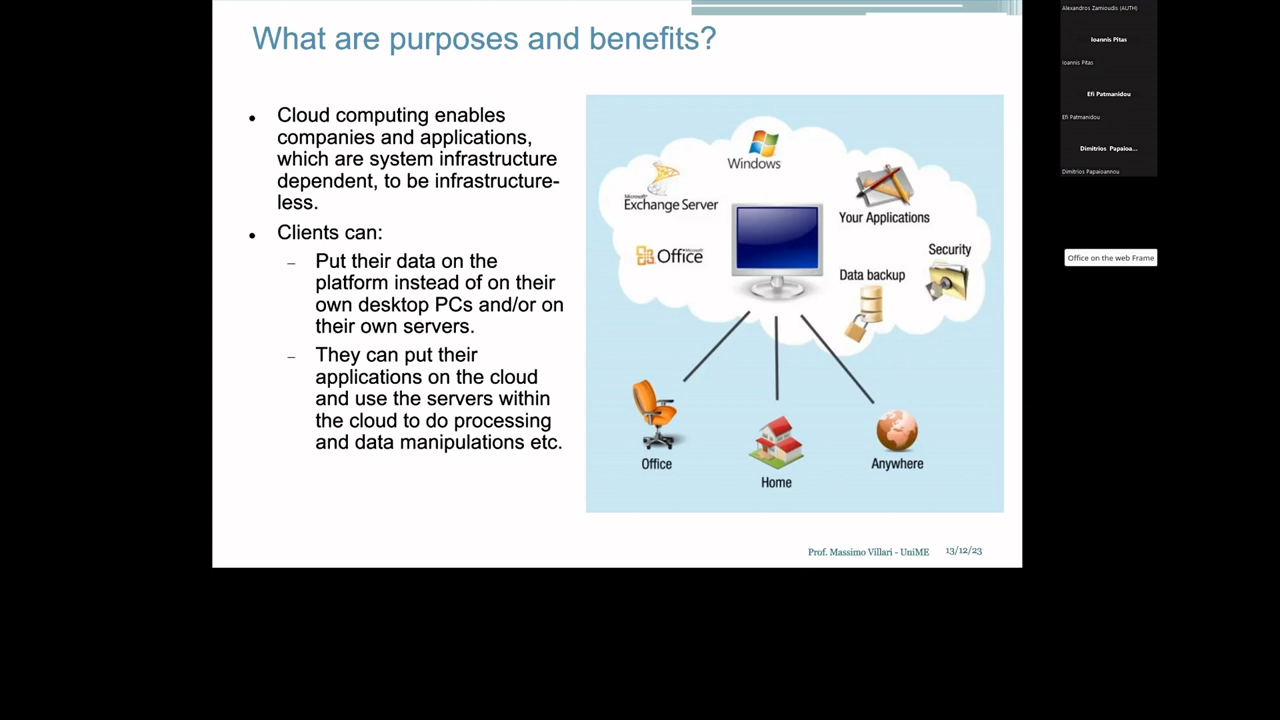 What are purposes and benefits?
Cloud computing enables
companies and applications,
which are system infrastructure
dependent, to be infrastructure-
less.
Clients can:
Put their data on the
platform instead of on their
own desktop PCs and/or on
their own servers.
They can put their
applications on the cloud
and use the servers within
the cloud to do processing
and data manipulations etc.
Windows
Microsoft
Exchange Server
Office
Microsoft
Your Applications
Security
Data backup
Office
Home
Anywhere
Prof. Massimo Villari - UniME
13/12/23
Alexandros Zamioudis (AUTH)
Ioannis Pitas
Ioannis Pitas
Efi Patmanidou
Efi Patmanidou
Dimitrios Papaioa...
Dimitrios Papaioannou
Office on the web Frame